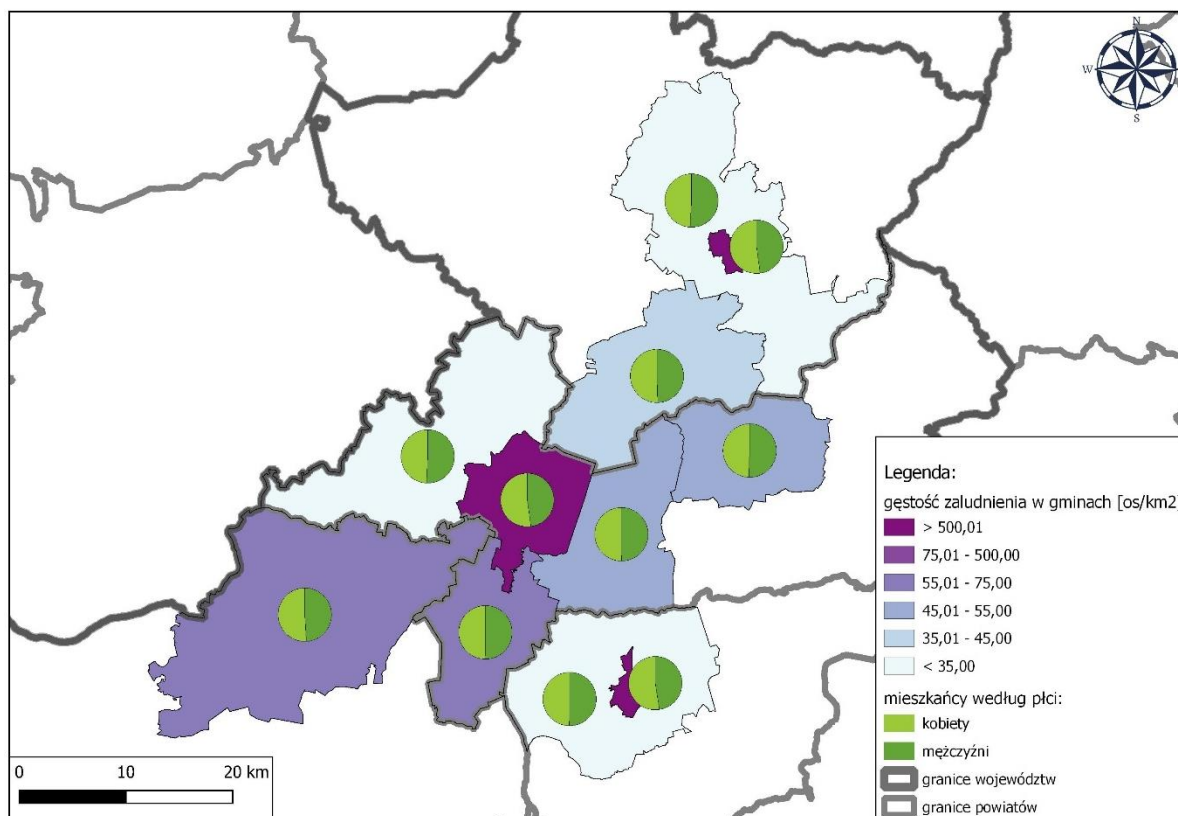 N
W
S
Legenda:
gęstość zaludnienia w gminach [os/km2]
> 500,01
75,01 - 500,00
55,01 - 75,00
45,01 - 55,00
35,01 - 45,00
< 35,00
mieszkańcy według płci:
kobiety
mężczyźni
granice województw
granice powiatów
0 10 20 km